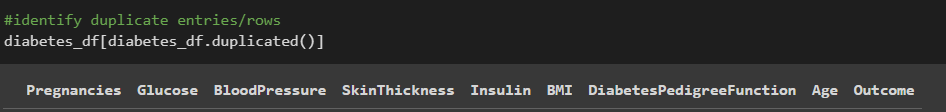 #identify duplicate entries/rows
diabetes_df[diabetes_df.duplicated()]
Pregnancies Glucose BloodPressure SkinThickness Insulin BMI DiabetesPedigreeFunction Age Outcome